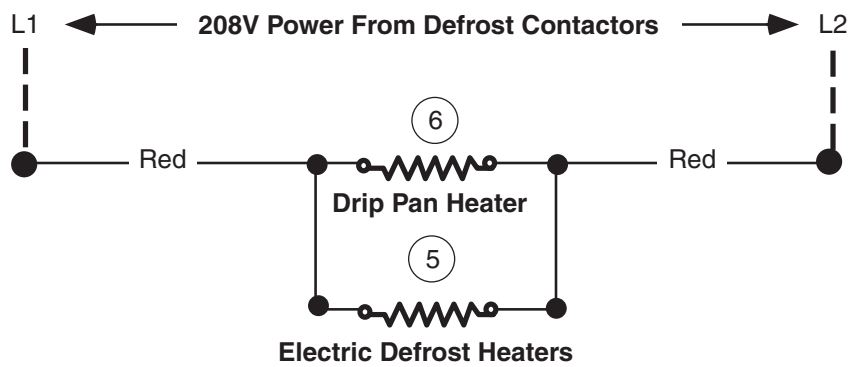 L1 208V Power From Defrost Contactors L2
6
Red Red
Drip Pan Heater
5
Electric Defrost Heaters